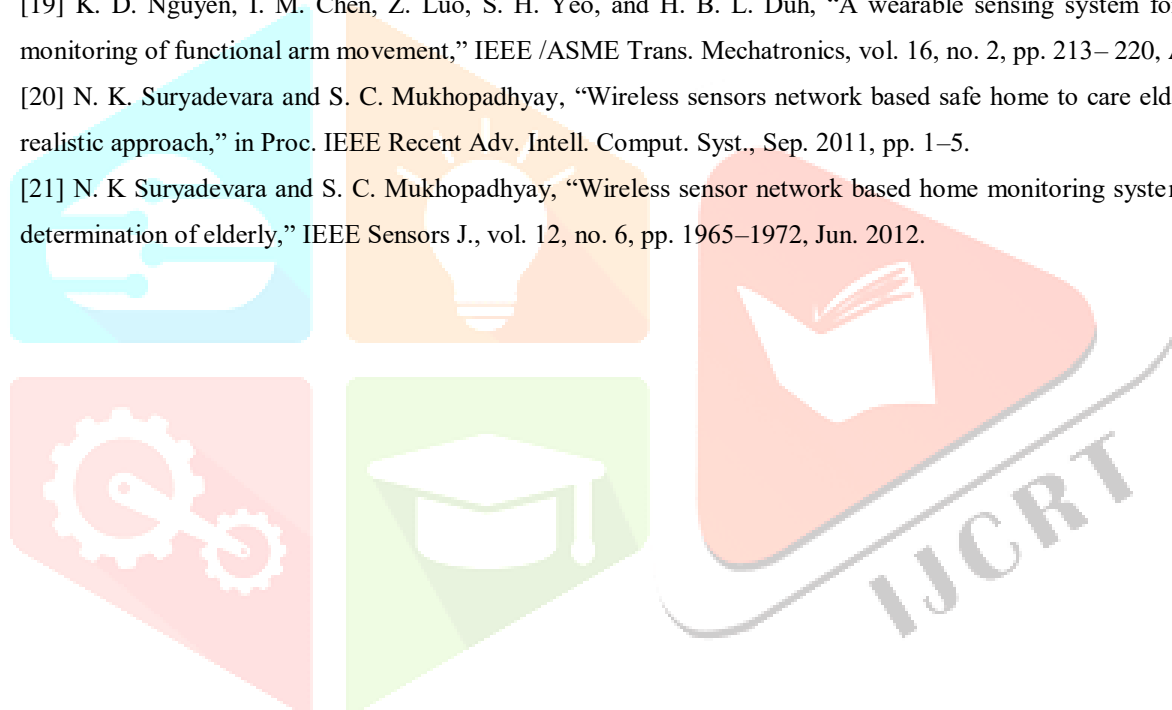 [19] K. D. Nguyen, I. M. Chen, Z. Luo, S. H. Yeo, and H. B. L. Duh, “A wearable sensing system
monitoring of functional arm movement,” IEEE /ASME Trans. Mechatronics, vol. 16, no. 2, pp. 213– 220,
[20] N. K. Suryadevara and S. C. Mukhopadhyay, “Wireless sensors network based safe home to care
realistic approach,” in Proc. IEEE Recent Adv. Intell. Comput. Syst., Sep. 2011, pp. 1–5.
[21] N. K Suryadevara and S. C. Mukhopadhyay, “Wireless sensor network based home monitoring
determination of elderly,” IEEE Sensors J., vol. 12, no. 6, pp. 1965–1972, Jun. 2012.
IJCRT